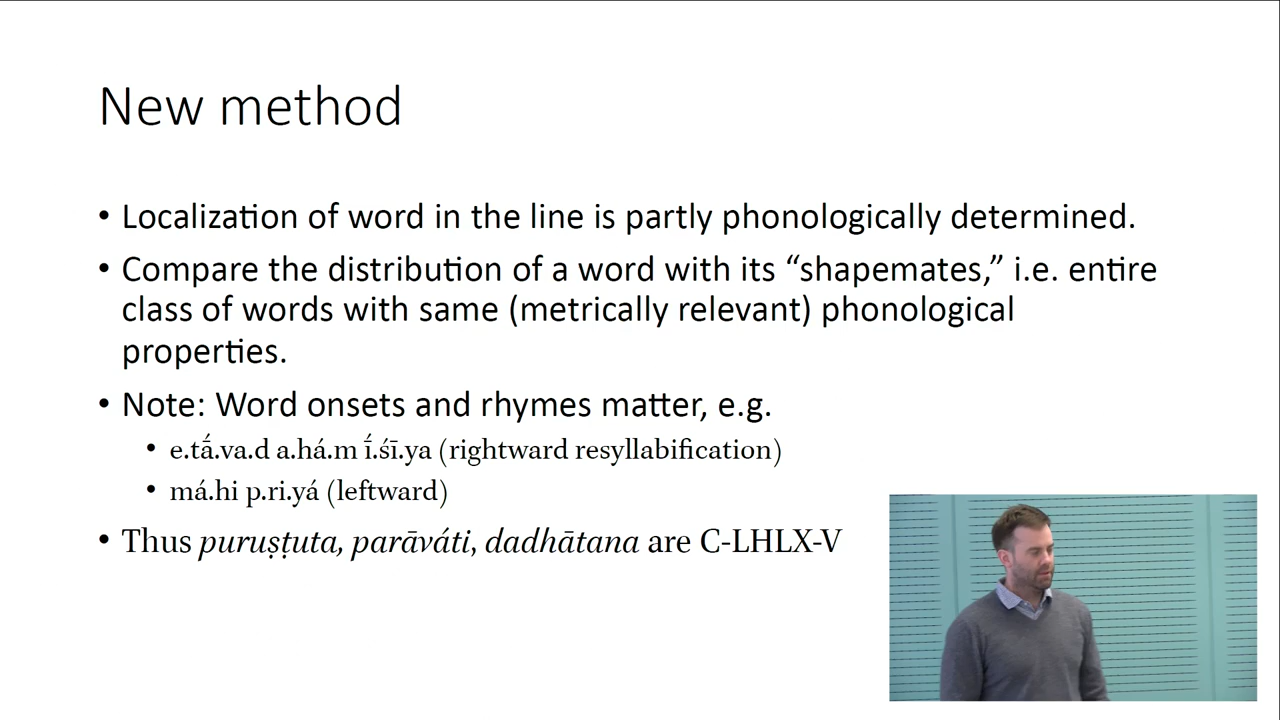 New method
• Localization of word in the line is partly phonologically determined.
• Compare the distribution of a word with its “shapemates,” i.e. entire
class of words with same (metrically relevant) phonological
properties.
• Note: Word onsets and rhymes matter, e.g.
• e.tā́.va.d a.há.m ī́.śī.ya (rightward resyllabification)
• má.hi p.ri.yá (leftward)
• Thus puruṣṭuta, parāváti, dadhātana are C-LHLX-V